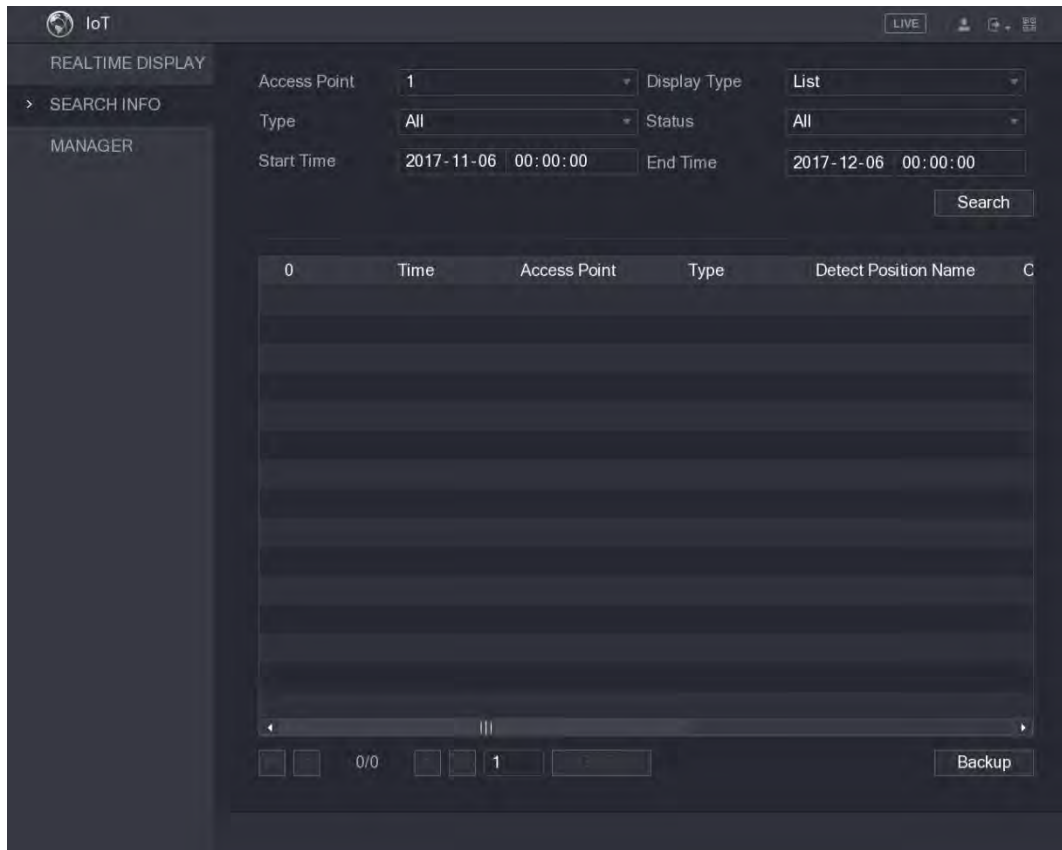 IoT LIVE
REALTIME DISPLAY
SEARCH INFO
MANAGER
Access Point 1 Display Type List
Type All Status All
Start Time 2017-11-06 00:00:00 End Time 2017-12-06 00:00:00
Search
0 Time Access Point Type Detect Position Name C
0/0 1 Backup